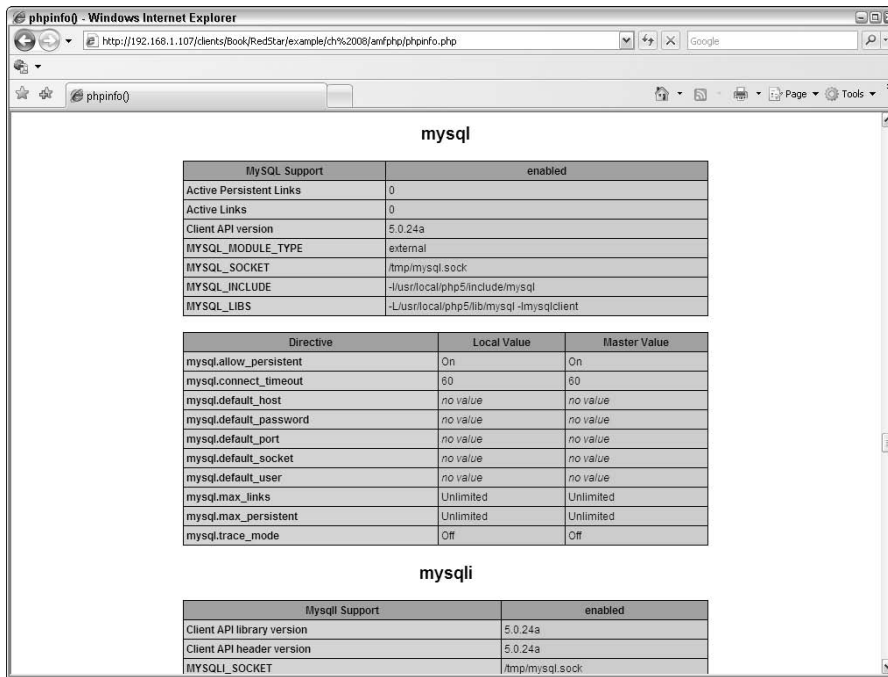 phpinfo() - Windows Internet Explorer
http://192.168.1.107/clients/Book/RedStar/example/ch%2008/amfphp/phpinfo.php
Google
phpinfo()
Page
Tools
mysql
MySQL Support enabled
Active Persistent Links 0
Active Links 0
Client API version 5.0.24a
MYSQL_MODULE_TYPE external
MYSQL_SOCKET /tmp/mysql.sock
MYSQL_INCLUDE -I/usr/local/php5/include/mysql
MYSQL_LIBS -L/usr/local/php5/lib/mysql -lmysqlclient
Directive Local Value Master Value
mysql.allow_persistent On On
mysql.connect_timeout 60 60
mysql.default_host no value no value
mysql.default_password no value no value
mysql.default_port no value no value
mysql.default_socket no value no value
mysql.default_user no value no value
mysql.max_links Unlimited Unlimited
mysql.max_persistent Unlimited Unlimited
mysql.trace_mode Off Off
mysqli
MysqlI Support enabled
Client API library version 5.0.24a
Client API header version 5.0.24a
MYSQLI_SOCKET /tmp/mysql.sock